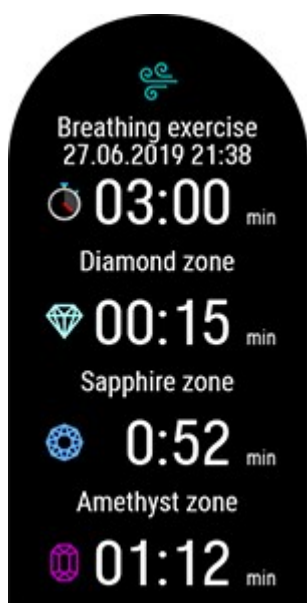 Breathing exercise
27.06.2019 21:38
03:00 min
Diamond zone
00:15 min
Sapphire zone
0:52 min
Amethyst zone
01:12 min